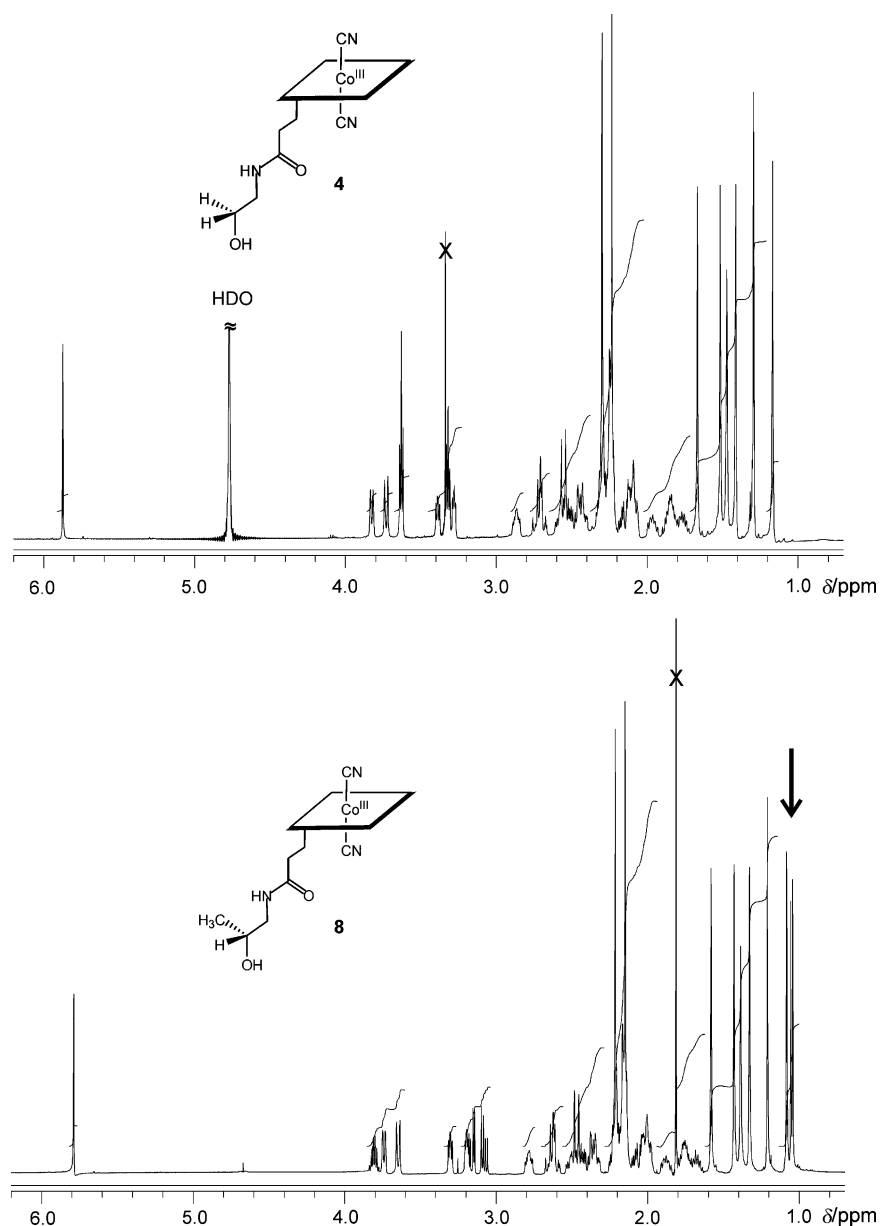 CN
Co^III
CN
HN
O
4
H
H
OH
HDO
≈
X
6.0 5.0 4.0 3.0 2.0 1.0 δ/ppm
X
CN
Co^III
CN
HN
O
8
H₃C
H
OH
6.0 5.0 4.0 3.0 2.0 1.0 δ/ppm